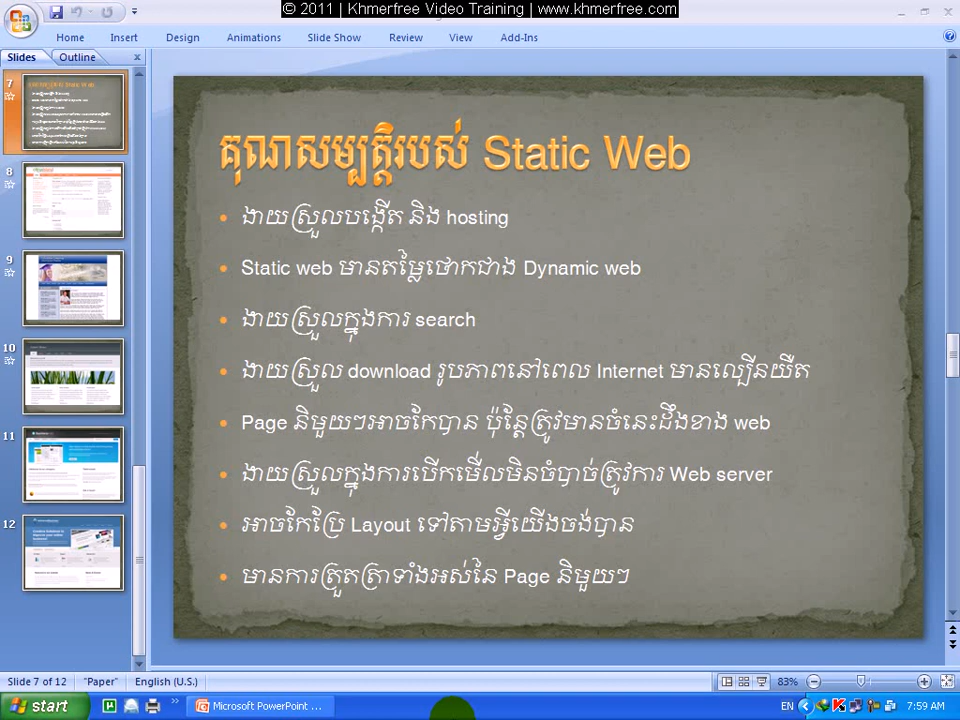 © 2011 | Khmerfree Video Training | www.khmerfree.com
Home Insert Design Animations Slide Show Review View Add-Ins
Slides Outline
គុណសម្បត្តិរបស់ Static Web
ងាយស្រួលបង្កើត និង hosting
Static web មានតម្លៃថោកជាង Dynamic web
ងាយស្រួលក្នុងការ search
ងាយស្រួល download រូបភាពនៅពេល Internet មានល្បឿនយឺត
Page និមួយៗអាចកែបាន ប៉ុន្តែត្រូវមានចំនេះដឹងខាង web
ងាយស្រួលក្នុងការបើកមើលមិនចំបាច់ត្រូវការ Web server
អាចកែប្រែ Layout ទៅតាមអ្វីយើងចង់បាន
មានការត្រួតត្រាទាំងអស់នៃ Page និមួយៗ
7
8
9
10
11
12
Slide 7 of 12 "Paper" English (U.S.) 83%
start Microsoft PowerPoint ... EN 7:59 AM